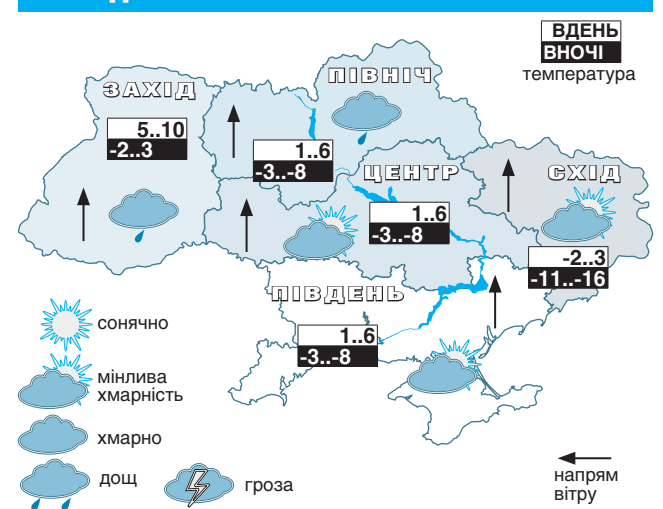 ВДЕНЬ
ВНОЧІ
температура
ПІВНІЧ
ЗАХІД
5..10
-2..3
1..6
-3..-8
ЦЕНТР
СХІД
1..6
-3..-8
-2..3
-11..-16
ПІВДЕНЬ
1..6
-3..-8
сонячно
мінлива
хмарність
хмарно
дощ
гроза
напрям
вітру